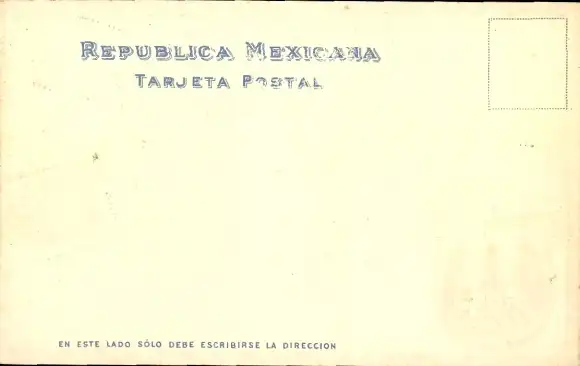 REPUBLICA MEXICANA
TARJETA POSTAL
EN ESTE LADO SÓLO DEBE ESCRIBIRSE LA DIRECCION